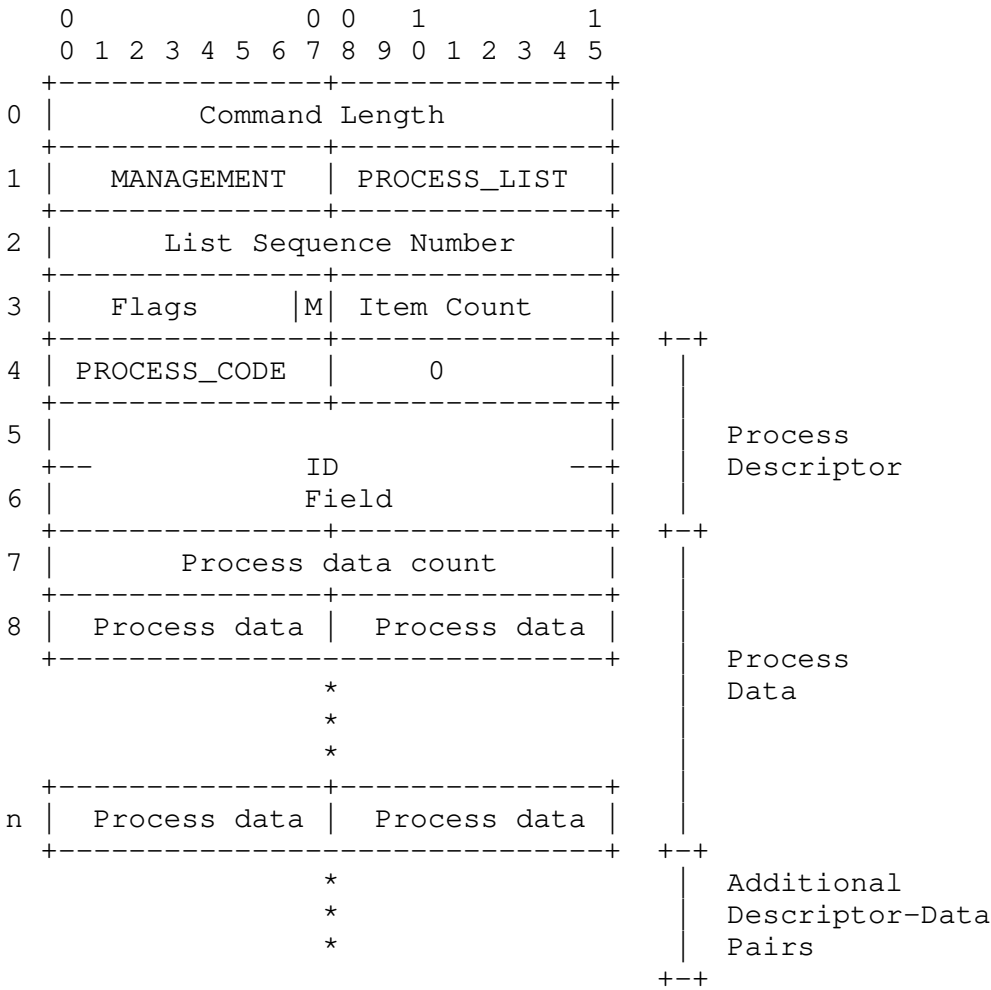 0 0 0 1 1
0 1 2 3 4 5 6 7 8 9 0 1 2 3 4 5
+---------------+---------------+
0 | Command Length |
+---------------+---------------+
1 | MANAGEMENT | PROCESS_LIST |
+---------------+---------------+
2 | List Sequence Number |
+---------------+---------------+
3 | Flags |M| Item Count |
+---------------+---------------+ +-+
4 | PROCESS_CODE | 0 | |
+---------------+---------------+ |
5 | | | Process
+-- ID --+ | Descriptor
6 | Field | |
+---------------+---------------+ +-+
7 | Process data count | |
+---------------+---------------+ |
8 | Process data | Process data | |
+-------------------------------+ | Process
* | Data
* |
* |
+---------------+---------------+ |
n | Process data | Process data | |
+-------------------------------+ +-+
* | Additional
* | Descriptor-Data
* | Pairs
+-+